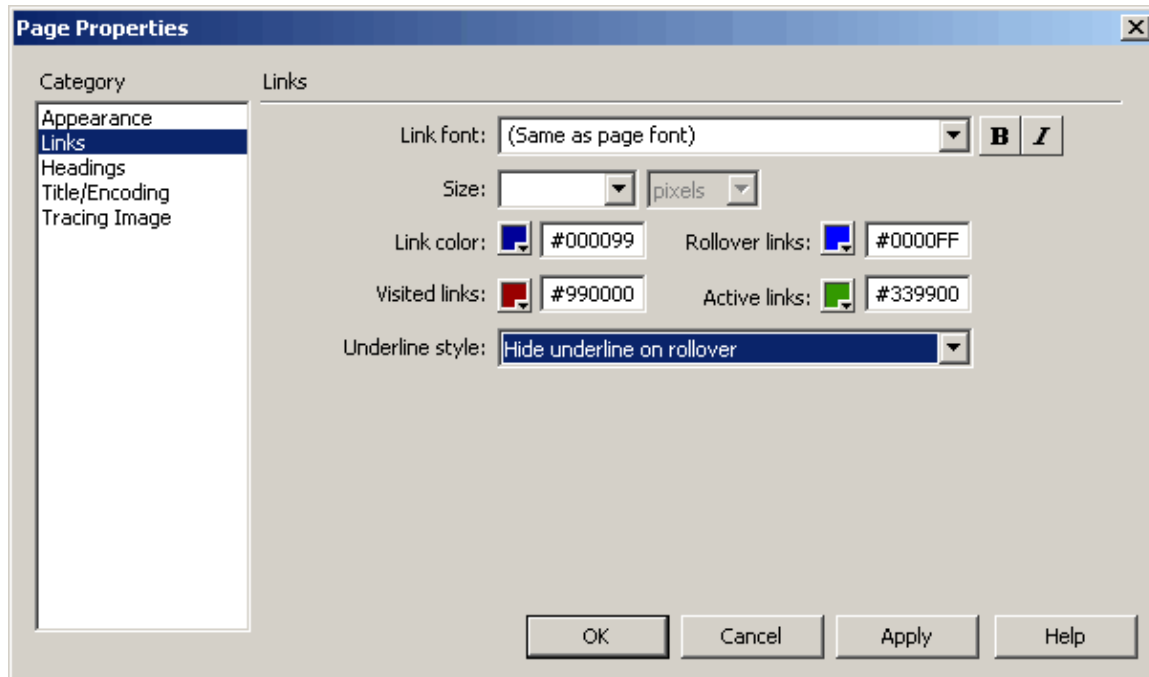 Page Properties
Category
Links
Appearance
Links
Headings
Title/Encoding
Tracing Image
Link font: (Same as page font) B I
Size: pixels
Link color: #000099 Rollover links: #0000FF
Visited links: #990000 Active links: #339900
Underline style: Hide underline on rollover
OK Cancel Apply Help